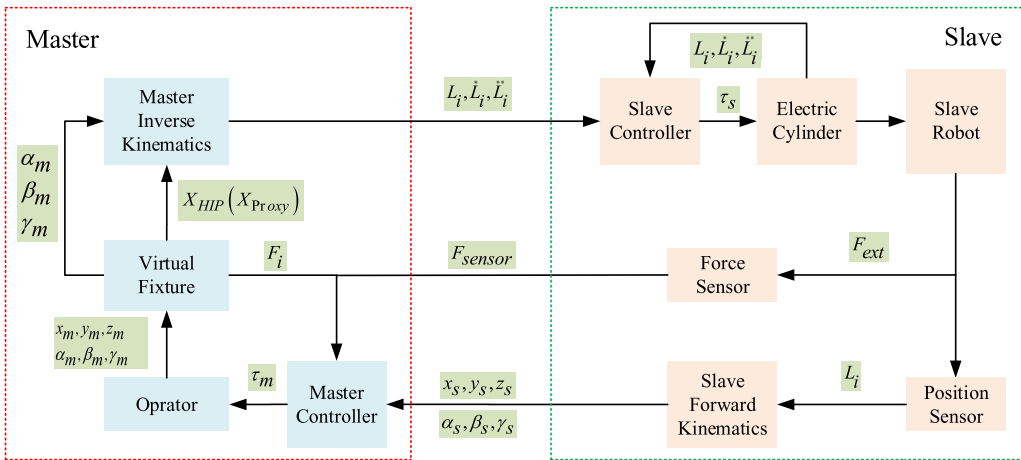 Master
Slave
Master
Inverse
Kinematics
L_i, L̇_i, L̈_i
Slave
Controller
L_i, L̇_i, L̈_i
τ_s
Electric
Cylinder
Slave
Robot
α_m
β_m
γ_m
X_HIP (X_Proxy)
Virtual
Fixture
F_i
F_sensor
Force
Sensor
F_ext
x_m, y_m, z_m
α_m, β_m, γ_m
Oprator
τ_m
Master
Controller
x_s, y_s, z_s
α_s, β_s, γ_s
Slave
Forward
Kinematics
L_i
Position
Sensor